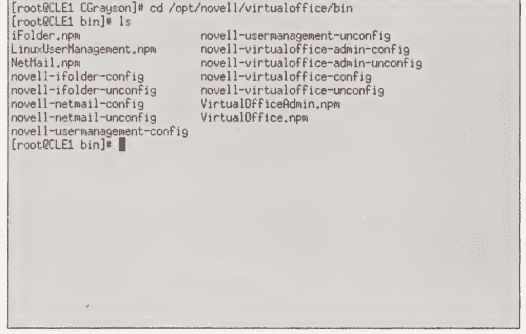 [root@CLE1 CGrayson]# cd /opt/novell/virtualoffice/bin
[root@CLE1 bin]# ls
iFolder.npm novell-usermanagement-unconfig
LinuxUserManagement.npm novell-virtualoffice-admin-config
NetMail.npm novell-virtualoffice-admin-unconfig
novell-ifolder-config novell-virtualoffice-config
novell-ifolder-unconfig novell-virtualoffice-unconfig
novell-netmail-config VirtualOfficeAdmin.npm
novell-netmail-unconfig VirtualOffice.npm
novell-usermanagement-config
[root@CLE1 bin]#